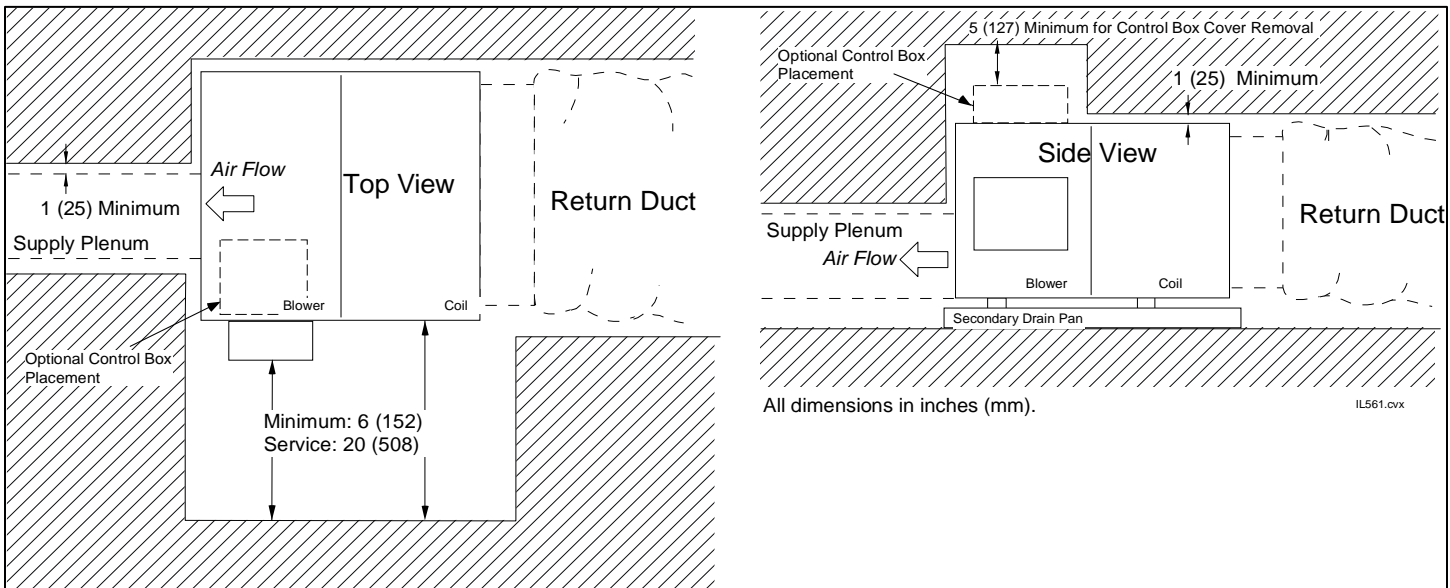 Air Flow
Top View
Return Duct
1 (25) Minimum
Supply Plenum
Blower
Coil
Optional Control Box
Placement
Minimum: 6 (152)
Service: 20 (508)
5 (127) Minimum for Control Box Cover Removal
Optional Control Box
Placement
1 (25) Minimum
Side View
Return Duct
Supply Plenum
Air Flow
Blower
Coil
Secondary Drain Pan
All dimensions in inches (mm).
IL561.cvx